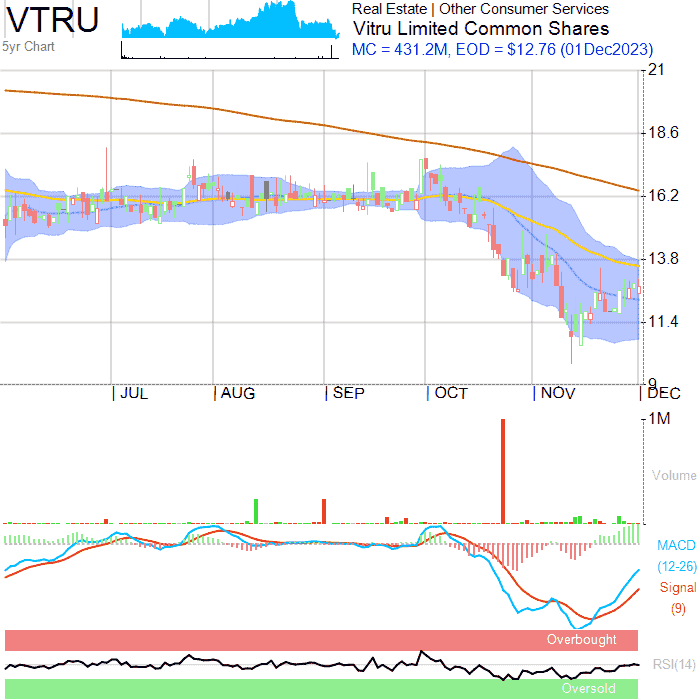 VTRU
5yr Chart
Real Estate | Other Consumer Services
Vitru Limited Common Shares
MC = 431.2M, EOD = $12.76 (01Dec2023)
21
18.6
16.2
13.8
11.4
9
JUL AUG SEP OCT NOV DEC
1M
Volume
MACD
(12-26)
Signal
(9)
Overbought
RSI(14)
Oversold